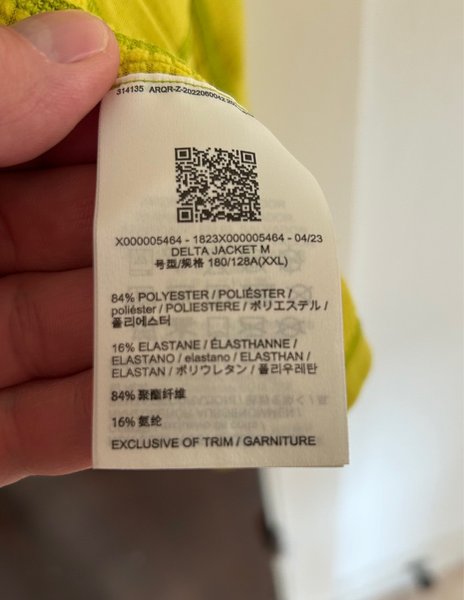 314135 ARQR-Z-2022060042
X000005464 - 1823X000005464 - 04/23
DELTA JACKET M
号型/规格 180/128A(XXL)
84% POLYESTER / POLIÉSTER /
poliéster / POLIESTERE / ポリエステル /
폴리에스터
16% ELASTANE / ÉLASTHANNE /
ELASTANO / elastano / ELASTHAN /
ELASTAN / ポリウレタン / 폴리우레탄
84% 聚酯纤维
16% 氨纶
EXCLUSIVE OF TRIM / GARNITURE